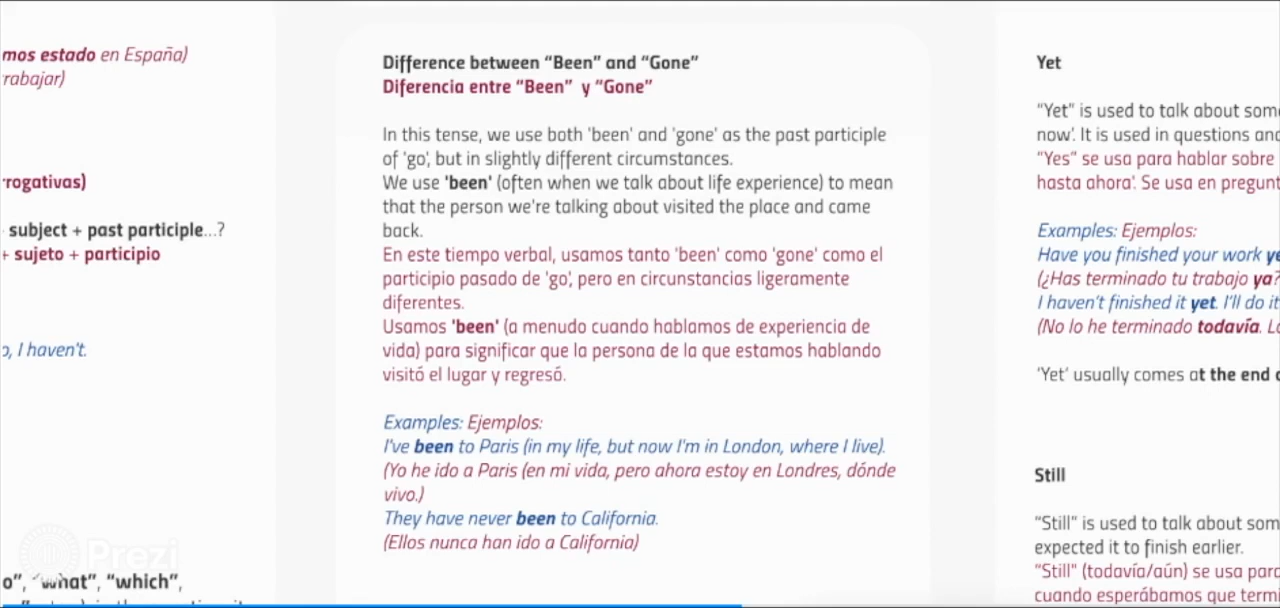 mos estado en España)
rabajar)
rrogativas)
subject + past participle...?
+ sujeto + participio
o, I haven't.
o”, “what”, “which”,
Difference between “Been” and “Gone”
Diferencia entre “Been” y “Gone”
In this tense, we use both 'been' and 'gone' as the past participle
of 'go', but in slightly different circumstances.
We use 'been' (often when we talk about life experience) to mean
that the person we're talking about visited the place and came
back.
En este tiempo verbal, usamos tanto 'been' como 'gone' como el
participio pasado de 'go', pero en circunstancias ligeramente
diferentes.
Usamos 'been' (a menudo cuando hablamos de experiencia de
vida) para significar que la persona de la que estamos hablando
visitó el lugar y regresó.
Examples: Ejemplos:
I've been to Paris (in my life, but now I'm in London, where I live).
(Yo he ido a Paris (en mi vida, pero ahora estoy en Londres, dónde
vivo.)
They have never been to California.
(Ellos nunca han ido a California)
Yet
“Yet” is used to talk about som
now'. It is used in questions and
“Yes” se usa para hablar sobre
hasta ahora'. Se usa en pregunt
Examples: Ejemplos:
Have you finished your work ye
(¿Has terminado tu trabajo ya?
I haven't finished it yet. I'll do it
(No lo he terminado todavía. Lo
'Yet' usually comes at the end o
Still
“Still” is used to talk about som
expected it to finish earlier.
“Still” (todavía/aún) se usa para
cuando esperábamos que termi
Prezi